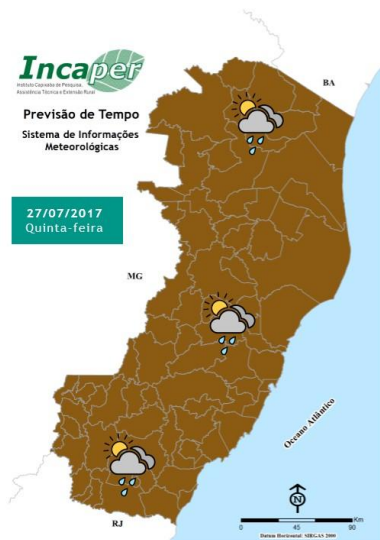 Incaper
Instituto Capixaba de Pesquisa,
Assistência Técnica e Extensão Rural
Previsão de Tempo
Sistema de Informações
Meteorológicas
27/07/2017
Quinta-feira
BA
MG
Oceano Atlântico
RJ
N
Km
0 45 90
Datum Horizontal: SIRGAS 2000